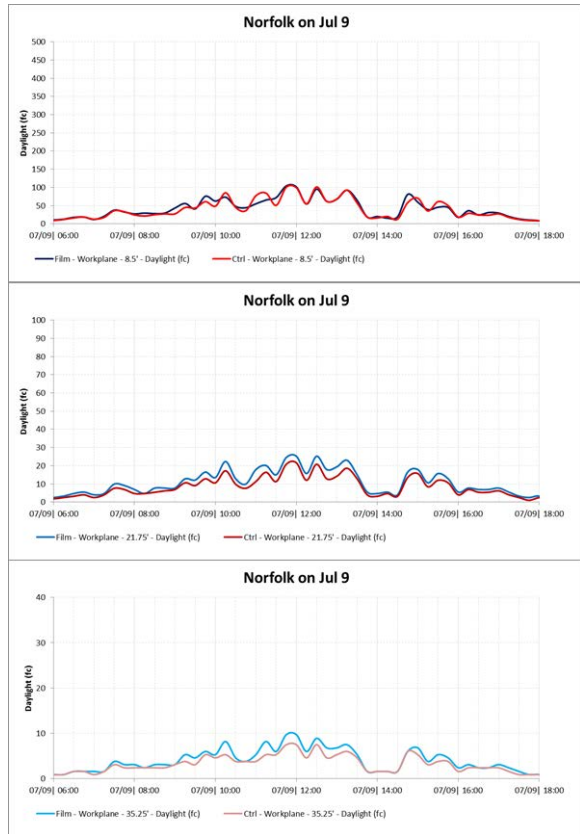 Norfolk on Jul 9
500
450
400
350
300
250
200
150
100
50
0
Daylight (fc)
07/09| 06:00 07/09| 08:00 07/09| 10:00 07/09| 12:00 07/09| 14:00 07/09| 16:00 07/09| 18:00
Film - Workplane - 8.5' - Daylight (fc) Ctrl - Workplane - 8.5' - Daylight (fc)
Norfolk on Jul 9
100
90
80
70
60
50
40
30
20
10
0
Daylight (fc)
07/09| 06:00 07/09| 08:00 07/09| 10:00 07/09| 12:00 07/09| 14:00 07/09| 16:00 07/09| 18:00
Film - Workplane - 21.75' - Daylight (fc) Ctrl - Workplane - 21.75' - Daylight (fc)
Norfolk on Jul 9
40
30
20
10
0
Daylight (fc)
07/09| 06:00 07/09| 08:00 07/09| 10:00 07/09| 12:00 07/09| 14:00 07/09| 16:00 07/09| 18:00
Film - Workplane - 35.25' - Daylight (fc) Ctrl - Workplane - 35.25' - Daylight (fc)